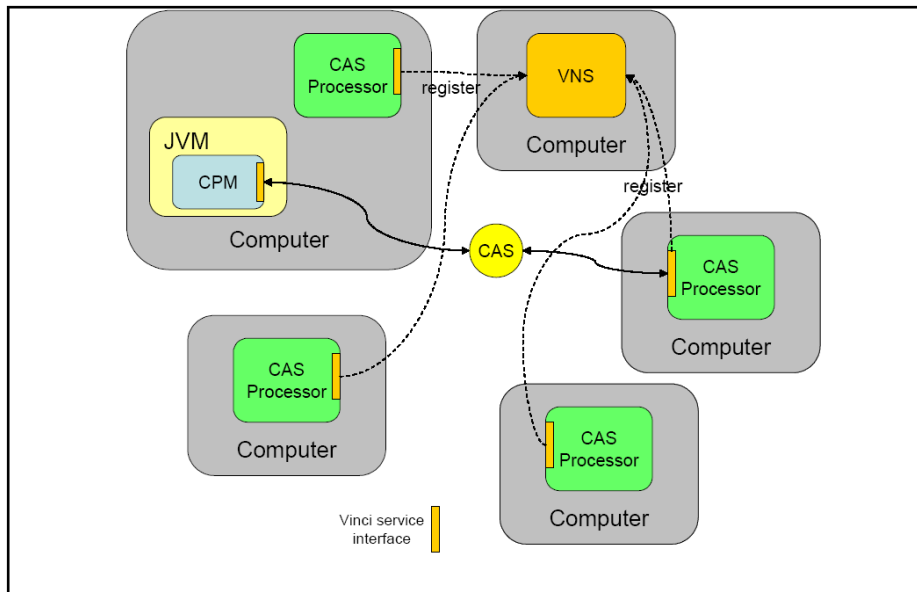 CAS
Processor
register
VNS
Computer
JVM
CPM
Computer
register
CAS
CAS
Processor
Computer
CAS
Processor
Computer
CAS
Processor
Computer
Vinci service
interface